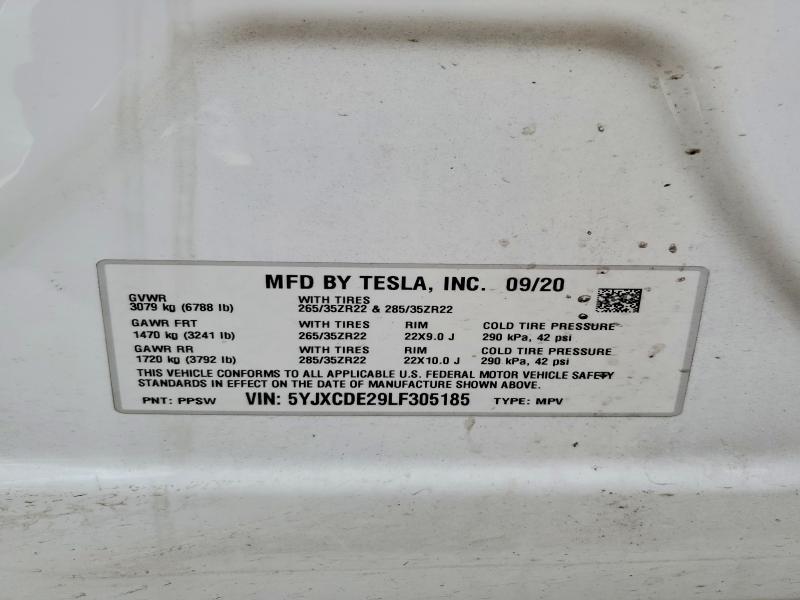 MFD BY TESLA, INC. 09/20
GVWR WITH TIRES
3079 kg (6788 lb) 265/35ZR22 & 285/35ZR22
GAWR FRT WITH TIRES RIM COLD TIRE PRESSURE
1470 kg (3241 lb) 265/35ZR22 22X9.0 J 290 kPa, 42 psi
GAWR RR WITH TIRES RIM COLD TIRE PRESSURE
1720 kg (3792 lb) 285/35ZR22 22X10.0 J 290 kPa, 42 psi
THIS VEHICLE CONFORMS TO ALL APPLICABLE U.S. FEDERAL MOTOR VEHICLE SAFETY
STANDARDS IN EFFECT ON THE DATE OF MANUFACTURE SHOWN ABOVE.
PNT: PPSW VIN: 5YJXCDE29LF305185 TYPE: MPV